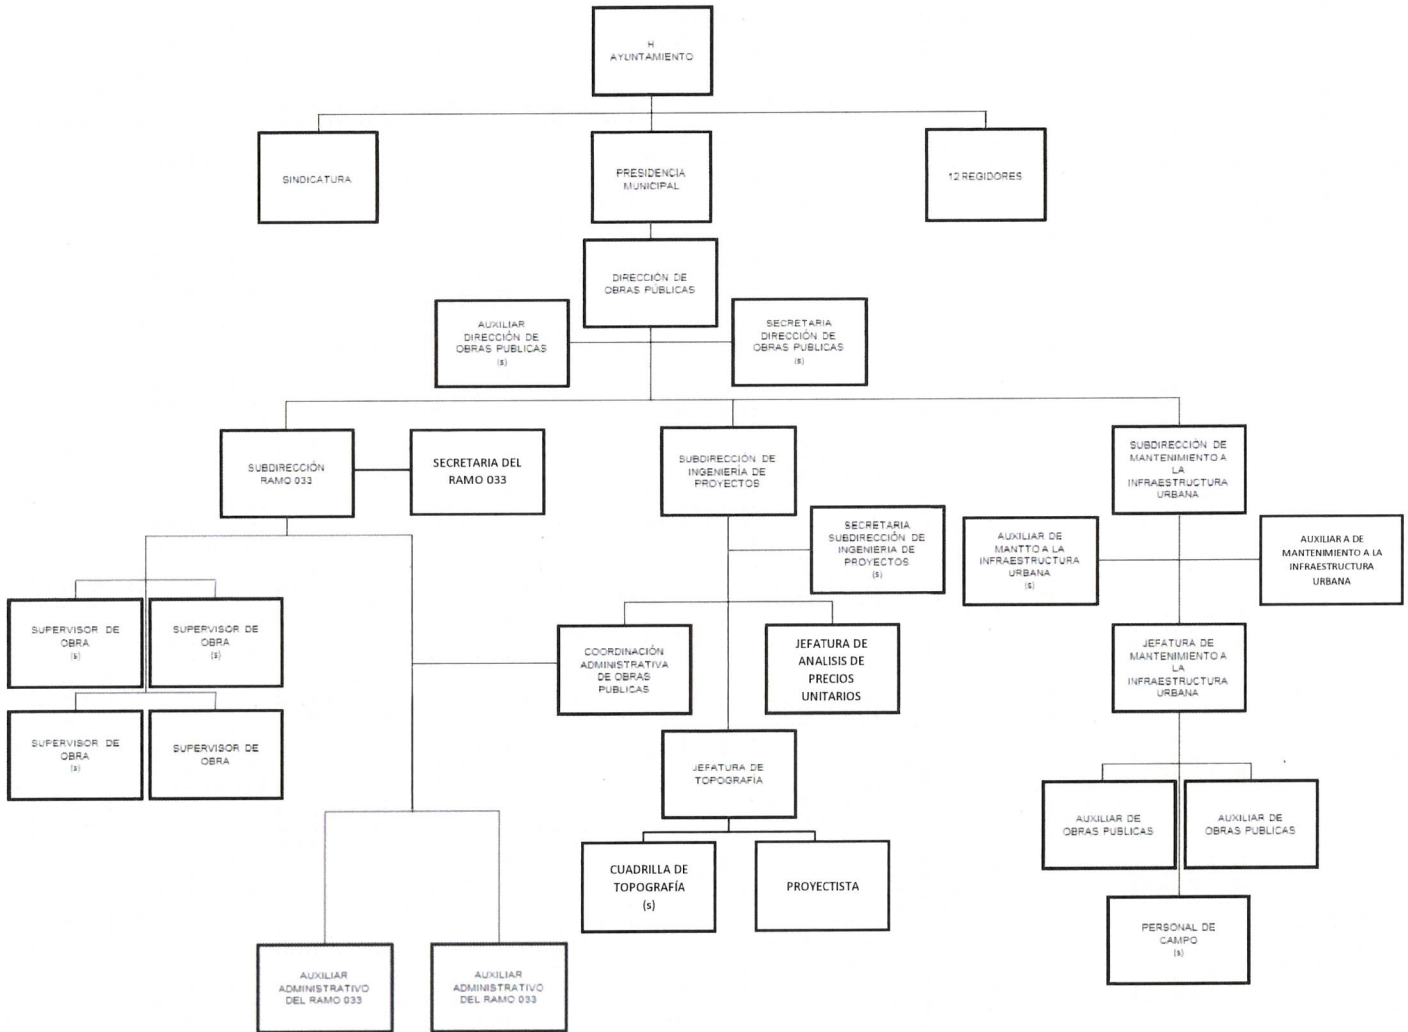 H
AYUNTAMIENTO
SINDICATURA
PRESIDENCIA
MUNICIPAL
12 REGIDORES
DIRECCIÓN DE
OBRAS PÚBLICAS
AUXILIAR
DIRECCIÓN DE
OBRAS PUBLICAS
(s)
SECRETARIA
DIRECCIÓN DE
OBRAS PUBLICAS
(s)
SUBDIRECCIÓN
RAMO 033
SECRETARIA DEL
RAMO 033
SUBDIRECCIÓN DE
INGENIERÍA DE
PROYECTOS
SUBDIRECCIÓN DE
MANTENIMIENTO A
LA
INFRAESTRUCTURA
URBANA
SECRETARIA
SUBDIRECCIÓN DE
INGENIERIA DE
PROYECTOS
(s)
AUXILIAR DE
MANTTO A LA
INFRAESTRUCTURA
URBANA
(s)
AUXILIAR A DE
MANTENIMIENTO A LA
INFRAESTRUCTURA
URBANA
SUPERVISOR DE
OBRA
(s)
SUPERVISOR DE
OBRA
(s)
COORDINACIÓN
ADMINISTRATIVA
DE OBRAS
PUBLICAS
JEFATURA DE
ANALISIS DE
PRECIOS
UNITARIOS
JEFATURA DE
MANTENIMIENTO A
LA
INFRAESTRUCTURA
URBANA
SUPERVISOR DE
OBRA
(s)
SUPERVISOR DE
OBRA
JEFATURA DE
TOPOGRAFIA
AUXILIAR DE
OBRAS PUBLICAS
AUXILIAR DE
OBRAS PUBLICAS
CUADRILLA DE
TOPOGRAFÍA
(s)
PROYECTISTA
PERSONAL DE
CAMPO
(s)
AUXILIAR
ADMINISTRATIVO
DEL RAMO 033
AUXILIAR
ADMINISTRATIVO
DEL RAMO 033